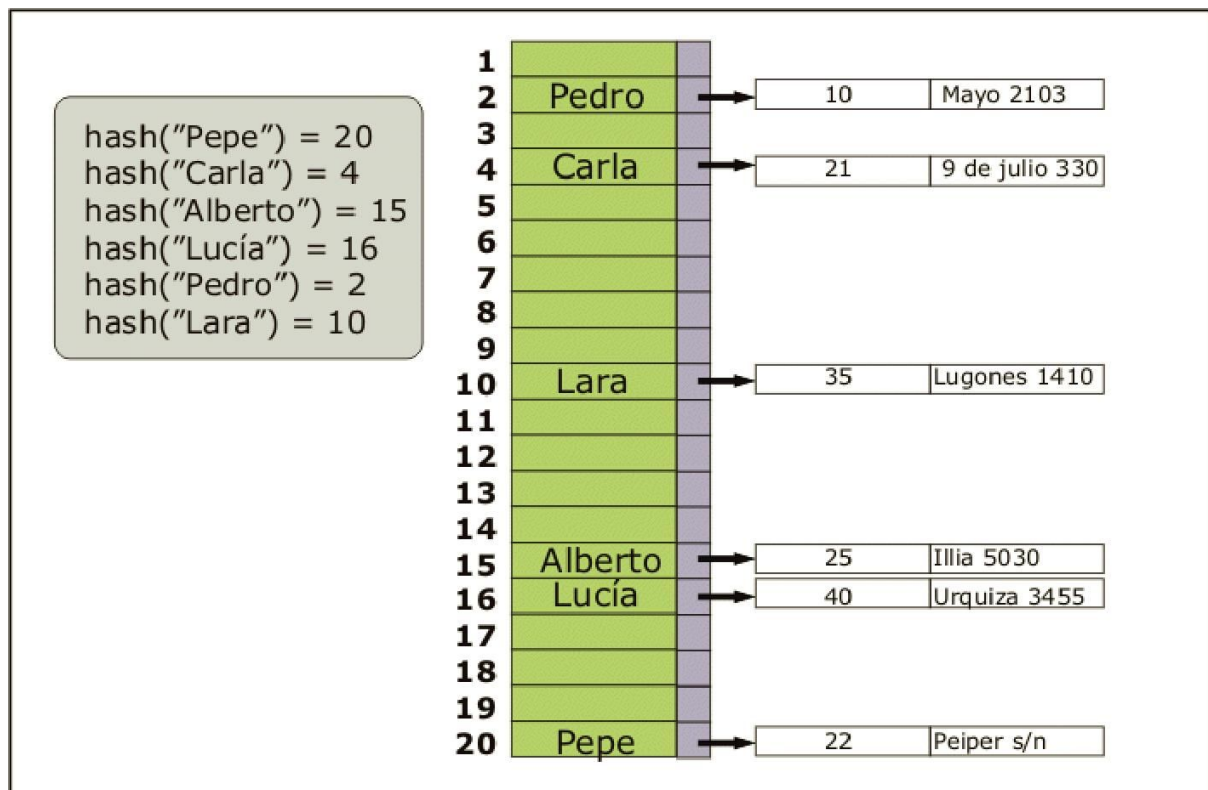 hash("Pepe") = 20
hash("Carla") = 4
hash("Alberto") = 15
hash("Lucía") = 16
hash("Pedro") = 2
hash("Lara") = 10
1
2 Pedro 10 Mayo 2103
3
4 Carla 21 9 de julio 330
5
6
7
8
9
10 Lara 35 Lugones 1410
11
12
13
14
15 Alberto 25 Illia 5030
16 Lucía 40 Urquiza 3455
17
18
19
20 Pepe 22 Peiper s/n